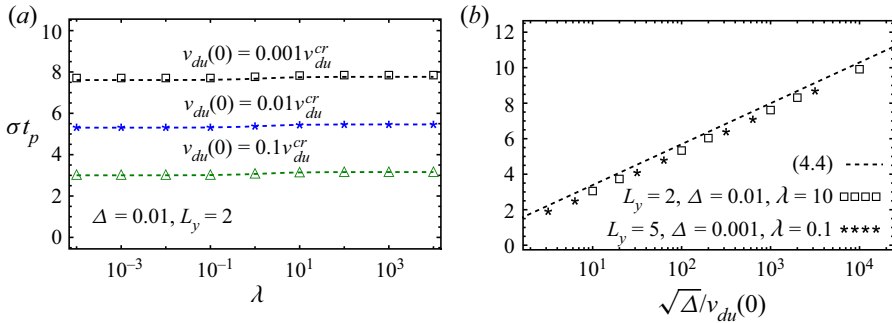 (a)
10
8
6
4
2
0
σt_p
v_du(0) = 0.001v_du^cr
v_du(0) = 0.01v_du^cr
v_du(0) = 0.1v_du^cr
Δ = 0.01, L_y = 2
10^−3 10^−1 10^1 10^3
λ
(b)
12
10
8
6
4
2
0
(4.4)
L_y = 2, Δ = 0.01, λ = 10
L_y = 5, Δ = 0.001, λ = 0.1
10^1 10^2 10^3 10^4
√Δ/v_du(0)